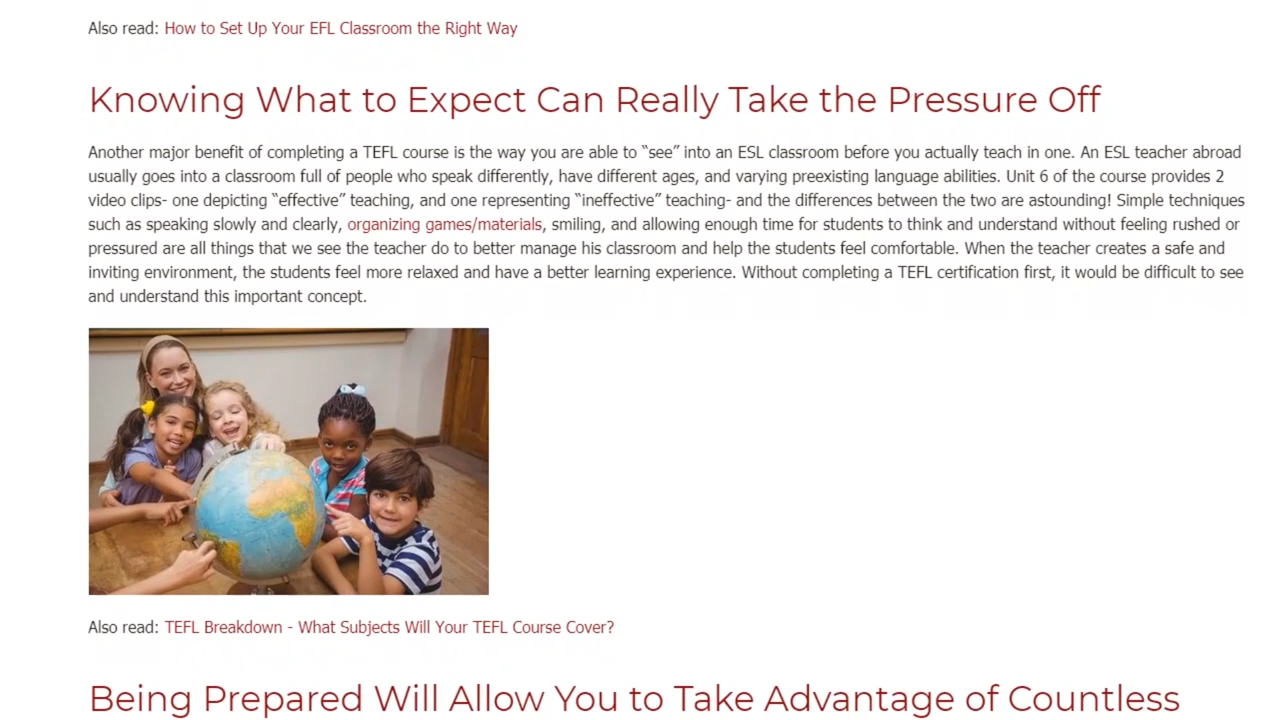 Also read: How to Set Up Your EFL Classroom the Right Way
Knowing What to Expect Can Really Take the Pressure Off
Another major benefit of completing a TEFL course is the way you are able to “see” into an ESL classroom before you actually teach in one. An ESL teacher abroad
usually goes into a classroom full of people who speak differently, have different ages, and varying preexisting language abilities. Unit 6 of the course provides 2
video clips- one depicting “effective” teaching, and one representing “ineffective” teaching- and the differences between the two are astounding! Simple techniques
such as speaking slowly and clearly, organizing games/materials, smiling, and allowing enough time for students to think and understand without feeling rushed or
pressured are all things that we see the teacher do to better manage his classroom and help the students feel comfortable. When the teacher creates a safe and
inviting environment, the students feel more relaxed and have a better learning experience. Without completing a TEFL certification first, it would be difficult to see
and understand this important concept.
Also read: TEFL Breakdown - What Subjects Will Your TEFL Course Cover?
Being Prepared Will Allow You to Take Advantage of Countless